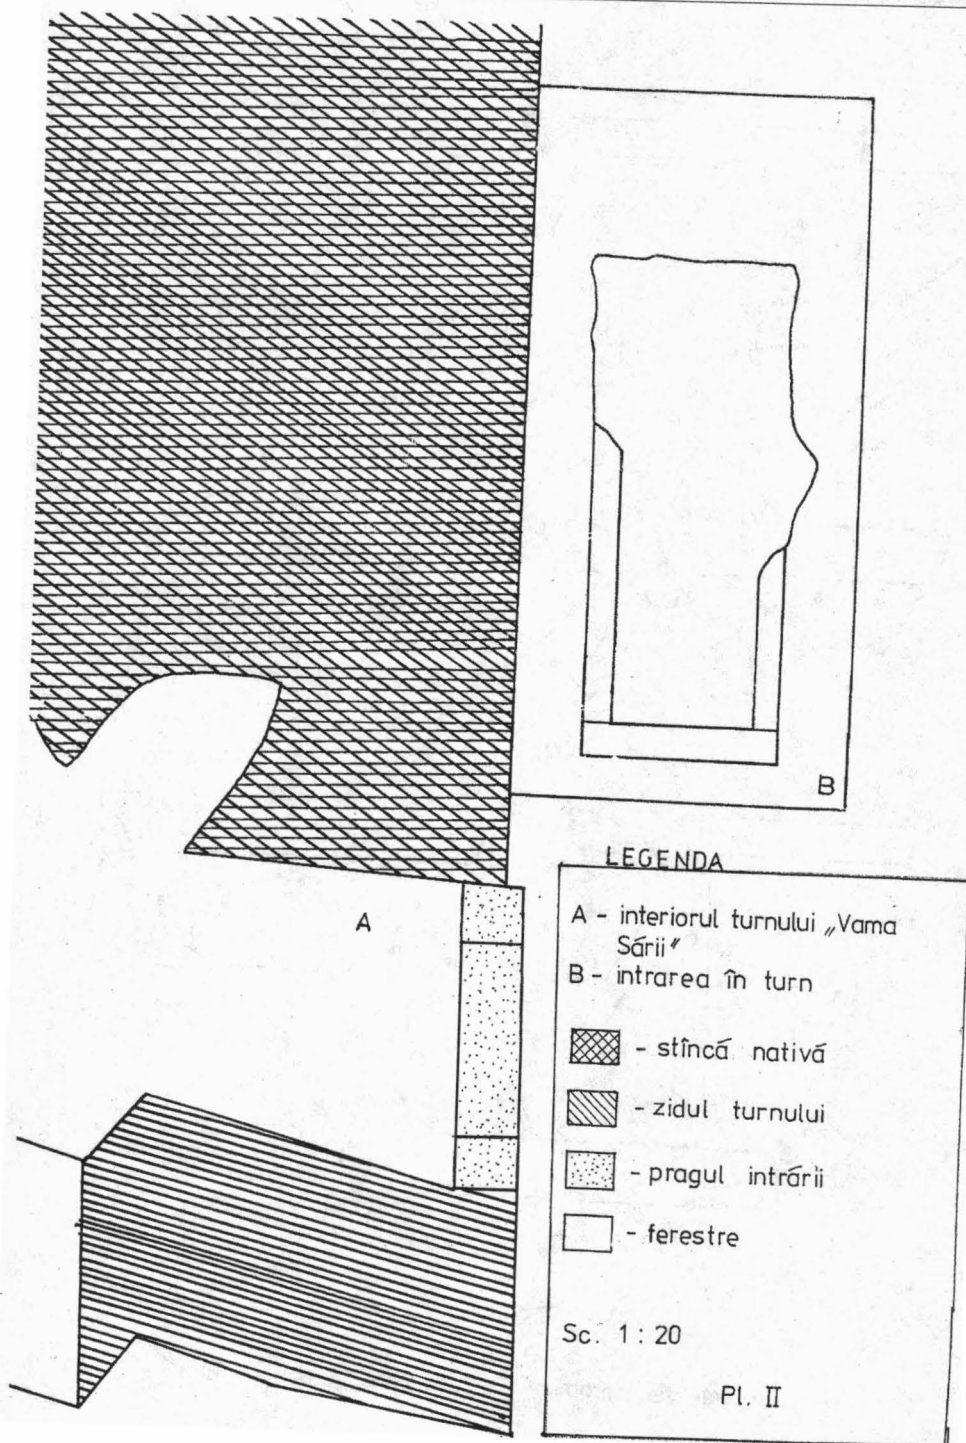 A
B
LEGENDA
A - interiorul turnului „Vama
Sării"
B - intrarea în turn
- stîncă nativă
- zidul turnului
- pragul intrării
- ferestre
Sc. 1 : 20
Pl. II